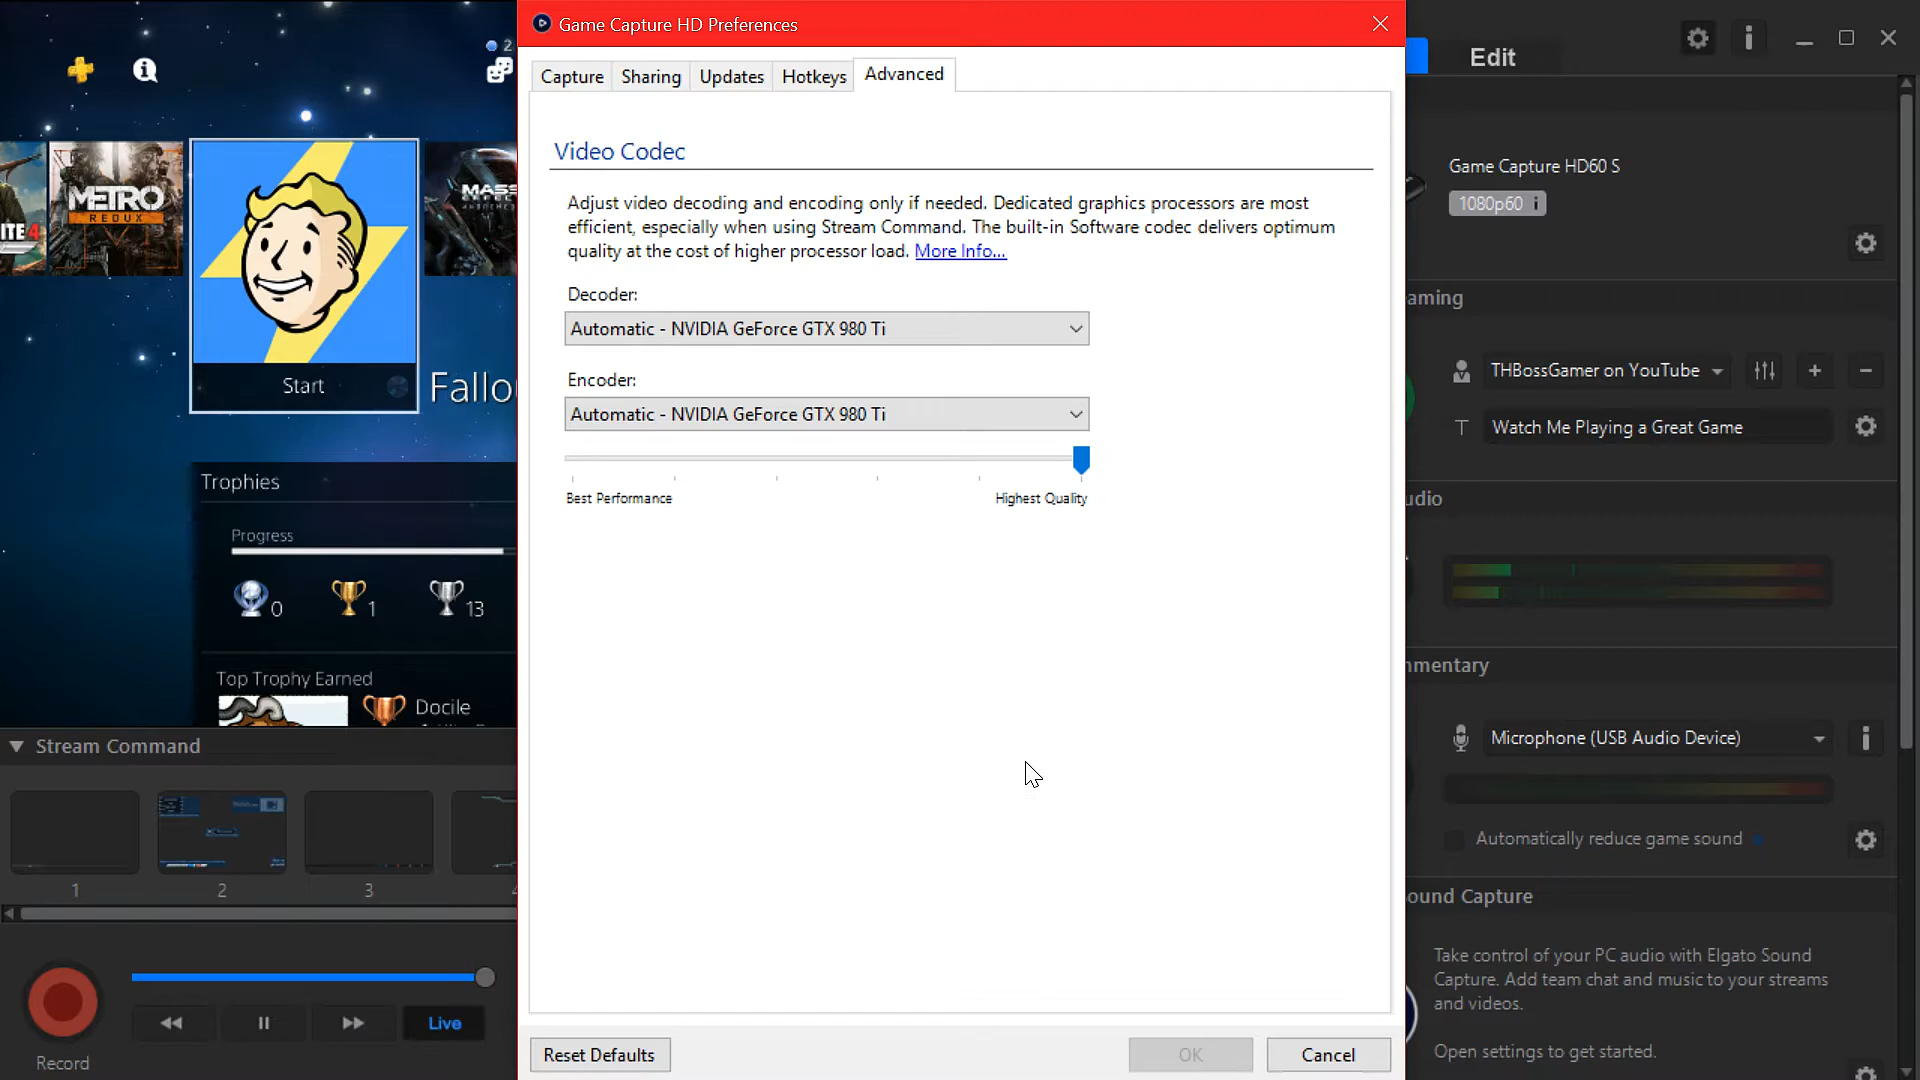 Game Capture HD Preferences
Capture
Sharing
Updates
Hotkeys
Advanced
Video Codec
Adjust video decoding and encoding only if needed. Dedicated graphics processors are most
efficient, especially when using Stream Command. The built-in Software codec delivers optimum
quality at the cost of higher processor load. More Info...
Decoder:
Automatic - NVIDIA GeForce GTX 980 Ti
Encoder:
Automatic - NVIDIA GeForce GTX 980 Ti
Best Performance
Highest Quality
Reset Defaults
OK
Cancel
2
ITE 4
METRO
REDUX
MASS
Start
Fallo
Trophies
Progress
0
1
13
Top Trophy Earned
Docile
Stream Command
1
2
3
4
Live
Record
Edit
Game Capture HD60 S
1080p60 i
aming
THBossGamer on YouTube
Watch Me Playing a Great Game
udio
mmentary
Microphone (USB Audio Device)
Automatically reduce game sound
ound Capture
Take control of your PC audio with Elgato Sound
Capture. Add team chat and music to your streams
and videos.
Open settings to get started.